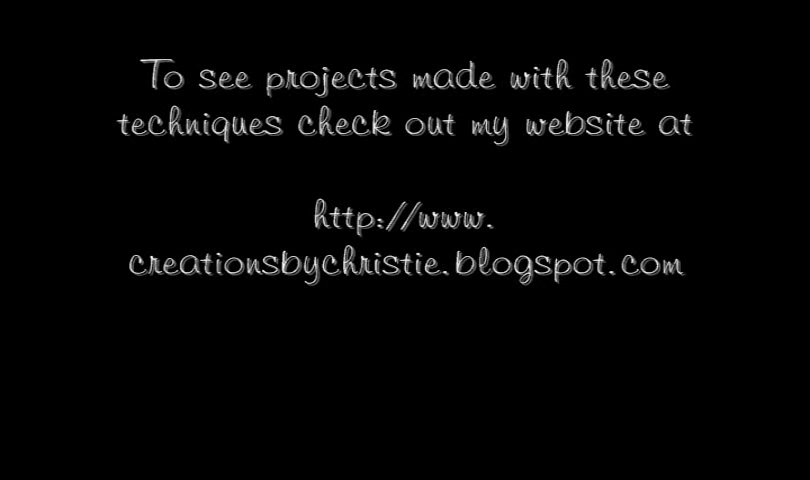 To see projects made with these
techniques check out my website at
http://www.
creationsbychristie.blogspot.com